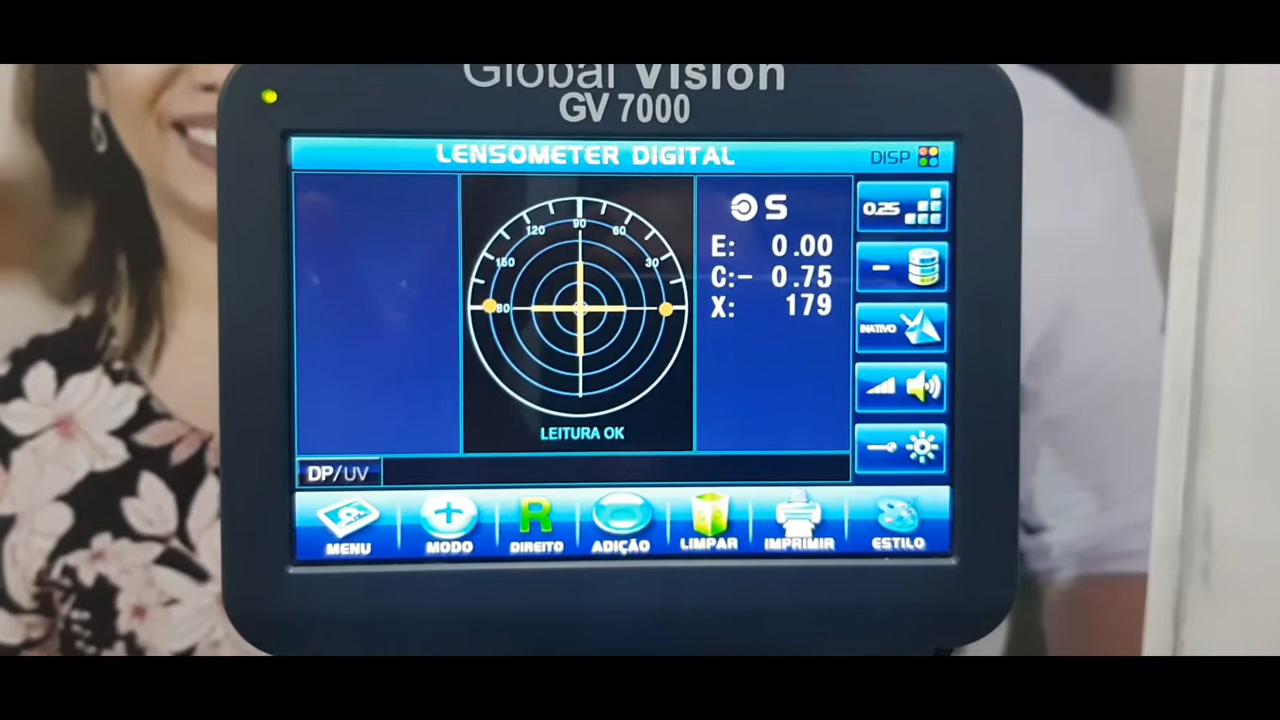 Global Vision
GV 7000
LENSOMETER DIGITAL
DISP
120 90 60
150 30
80
S
E: 0.00
C:- 0.75
X: 179
0.25
-
INATIVO
LEITURA OK
DP/UV
R
MENU MODO DIREITO ADIÇÃO LIMPAR IMPRIMIR ESTILO